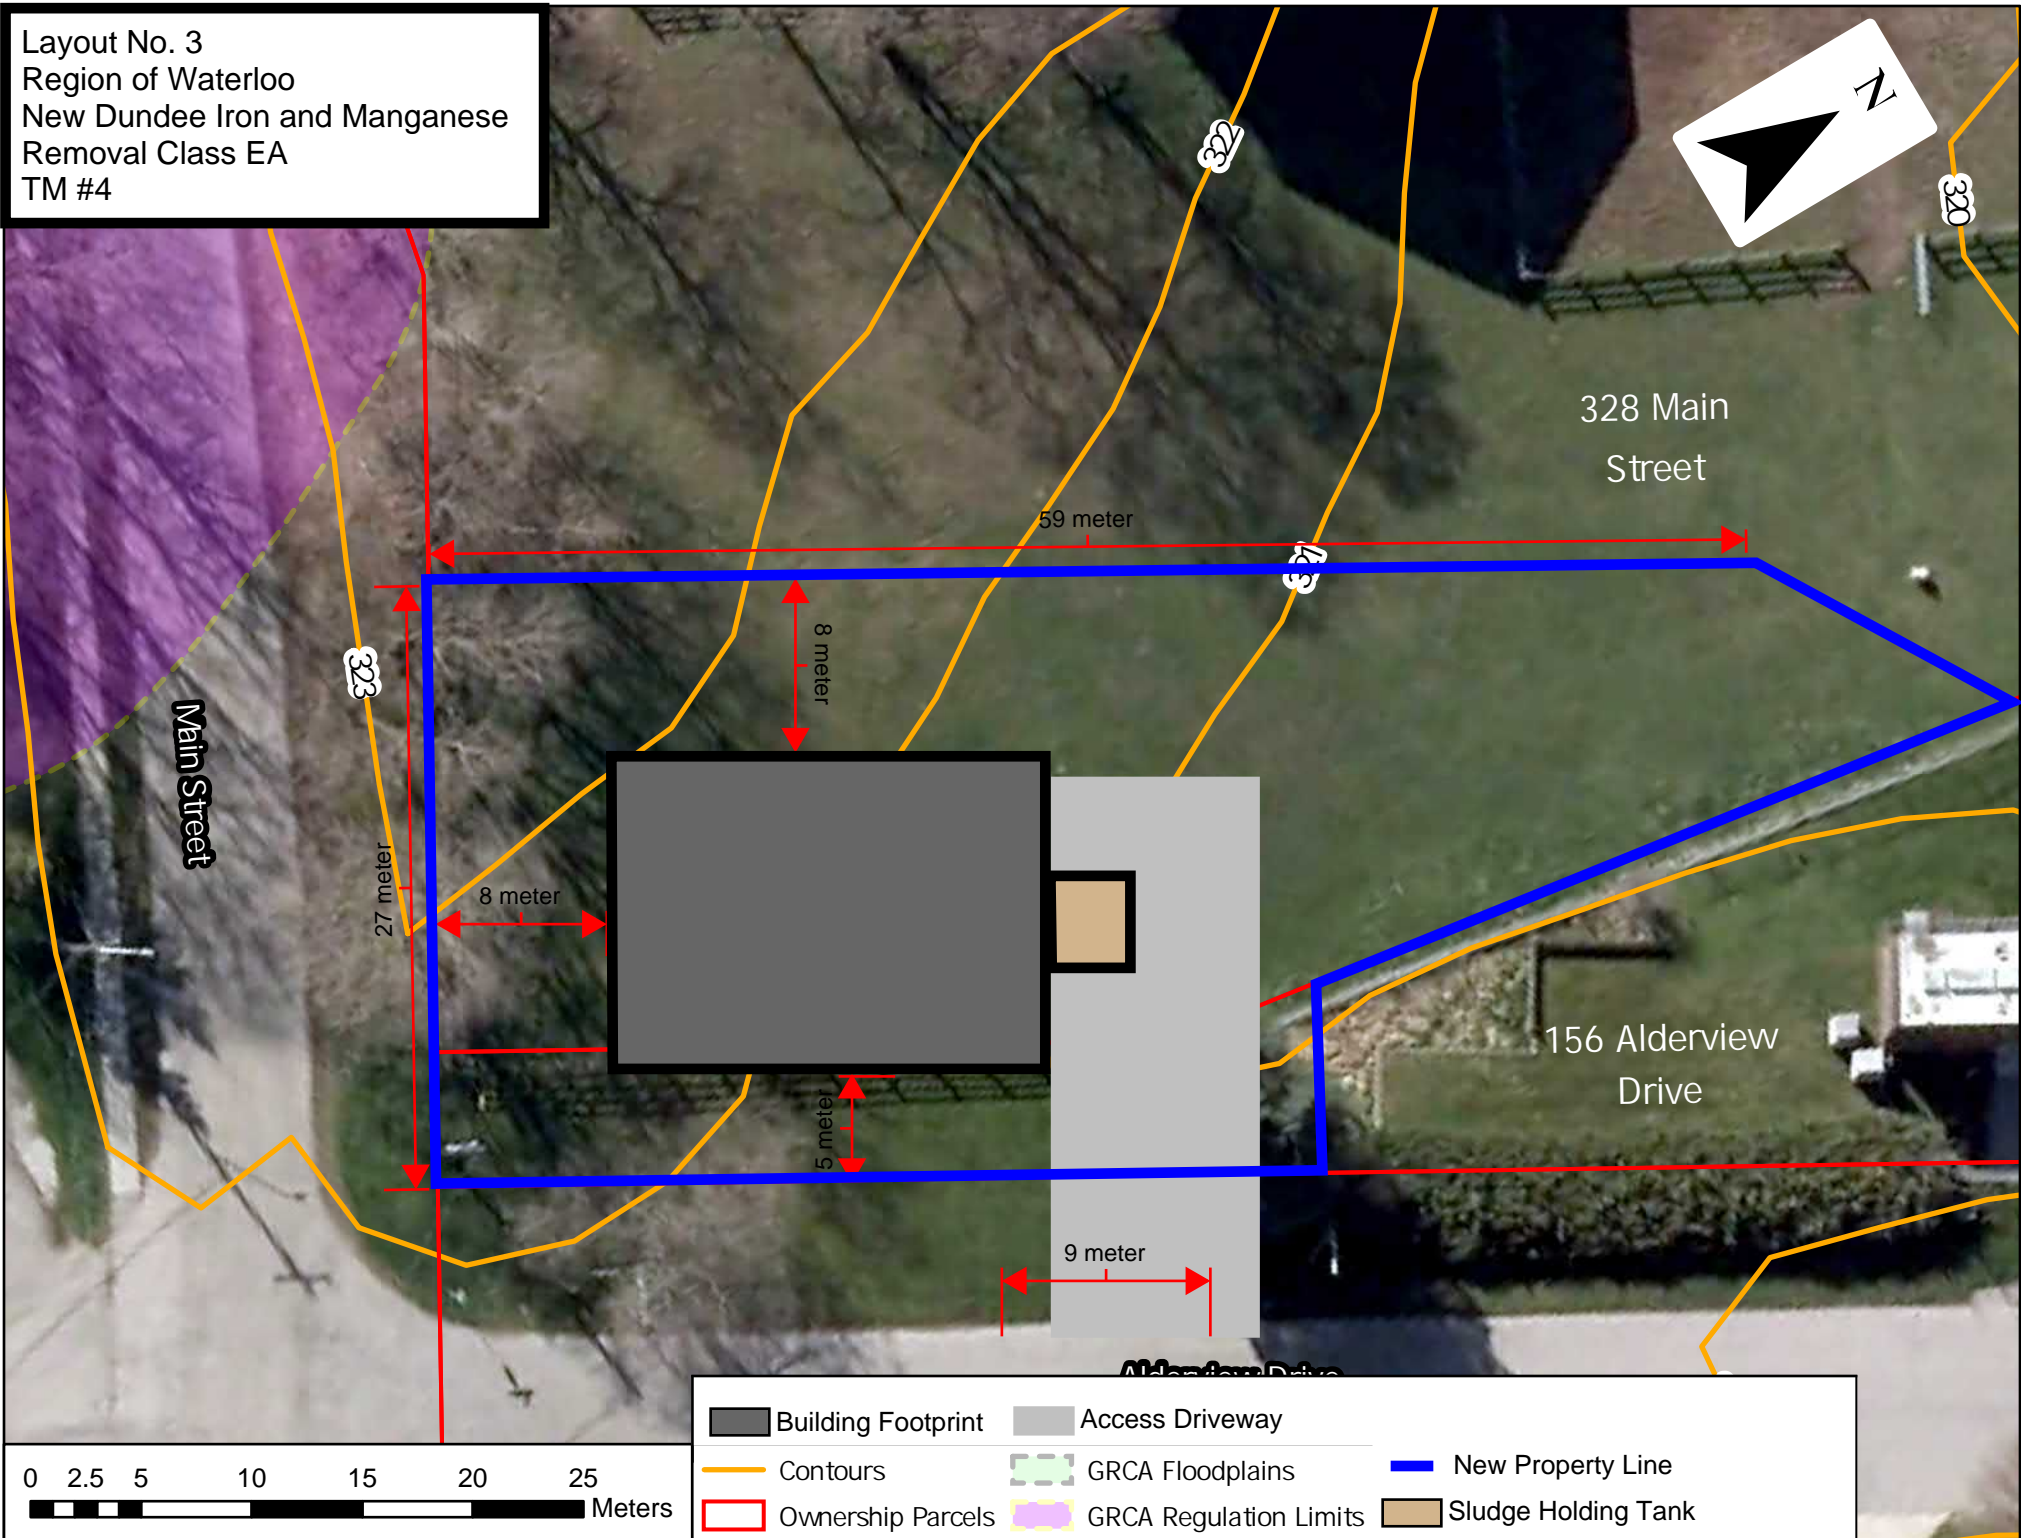 Layout No. 3
Region of Waterloo
New Dundee Iron and Manganese
Removal Class EA
TM #4
N
322
320
328 Main
Street
59 meter
8 meter
323
Main Street
27 meter
8 meter
156 Alderview
Drive
5 meter
9 meter
Alderview Drive
Building Footprint
Access Driveway
Contours
GRCA Floodplains
New Property Line
Ownership Parcels
GRCA Regulation Limits
Sludge Holding Tank
0 2.5 5 10 15 20 25
Meters